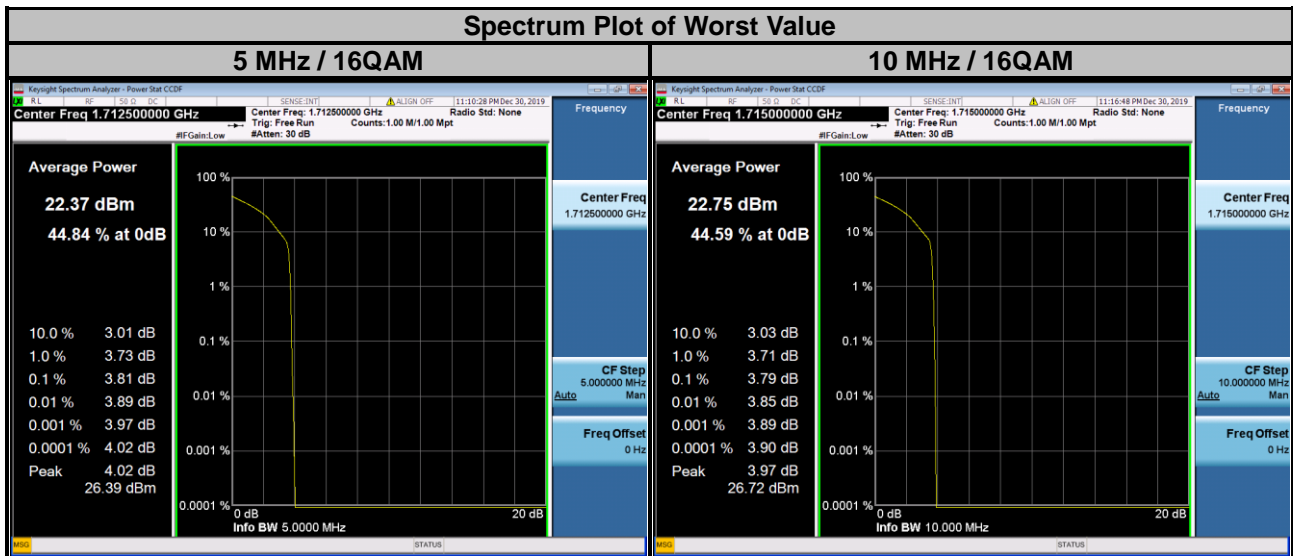 Spectrum Plot of Worst Value
5 MHz / 16QAM
10 MHz / 16QAM
Keysight Spectrum Analyzer - Power Stat CCDF
RL RF 50 Ω DC SENSE:INT ALIGN OFF 11:10:28 PM Dec 30, 2019
Center Freq 1.712500000 GHz
Center Freq: 1.712500000 GHz Radio Std: None
Trig: Free Run Counts:1.00 M/1.00 Mpt
#IFGain:Low #Atten: 30 dB
Frequency
Average Power
22.37 dBm
44.84 % at 0dB
10.0 % 3.01 dB
1.0 % 3.73 dB
0.1 % 3.81 dB
0.01 % 3.89 dB
0.001 % 3.97 dB
0.0001 % 4.02 dB
Peak 4.02 dB
26.39 dBm
100 %
10 %
1 %
0.1 %
0.01 %
0.001 %
0.0001 %
0 dB 20 dB
Info BW 5.0000 MHz
Center Freq
1.712500000 GHz
CF Step
5.000000 MHz
Auto Man
Freq Offset
0 Hz
MSG STATUS
Keysight Spectrum Analyzer - Power Stat CCDF
RL RF 50 Ω DC SENSE:INT ALIGN OFF 11:16:48 PM Dec 30, 2019
Center Freq 1.715000000 GHz
Center Freq: 1.715000000 GHz Radio Std: None
Trig: Free Run Counts:1.00 M/1.00 Mpt
#IFGain:Low #Atten: 30 dB
Frequency
Average Power
22.75 dBm
44.59 % at 0dB
10.0 % 3.03 dB
1.0 % 3.71 dB
0.1 % 3.79 dB
0.01 % 3.85 dB
0.001 % 3.89 dB
0.0001 % 3.90 dB
Peak 3.97 dB
26.72 dBm
100 %
10 %
1 %
0.1 %
0.01 %
0.001 %
0.0001 %
0 dB 20 dB
Info BW 10.000 MHz
Center Freq
1.715000000 GHz
CF Step
10.000000 MHz
Auto Man
Freq Offset
0 Hz
MSG STATUS